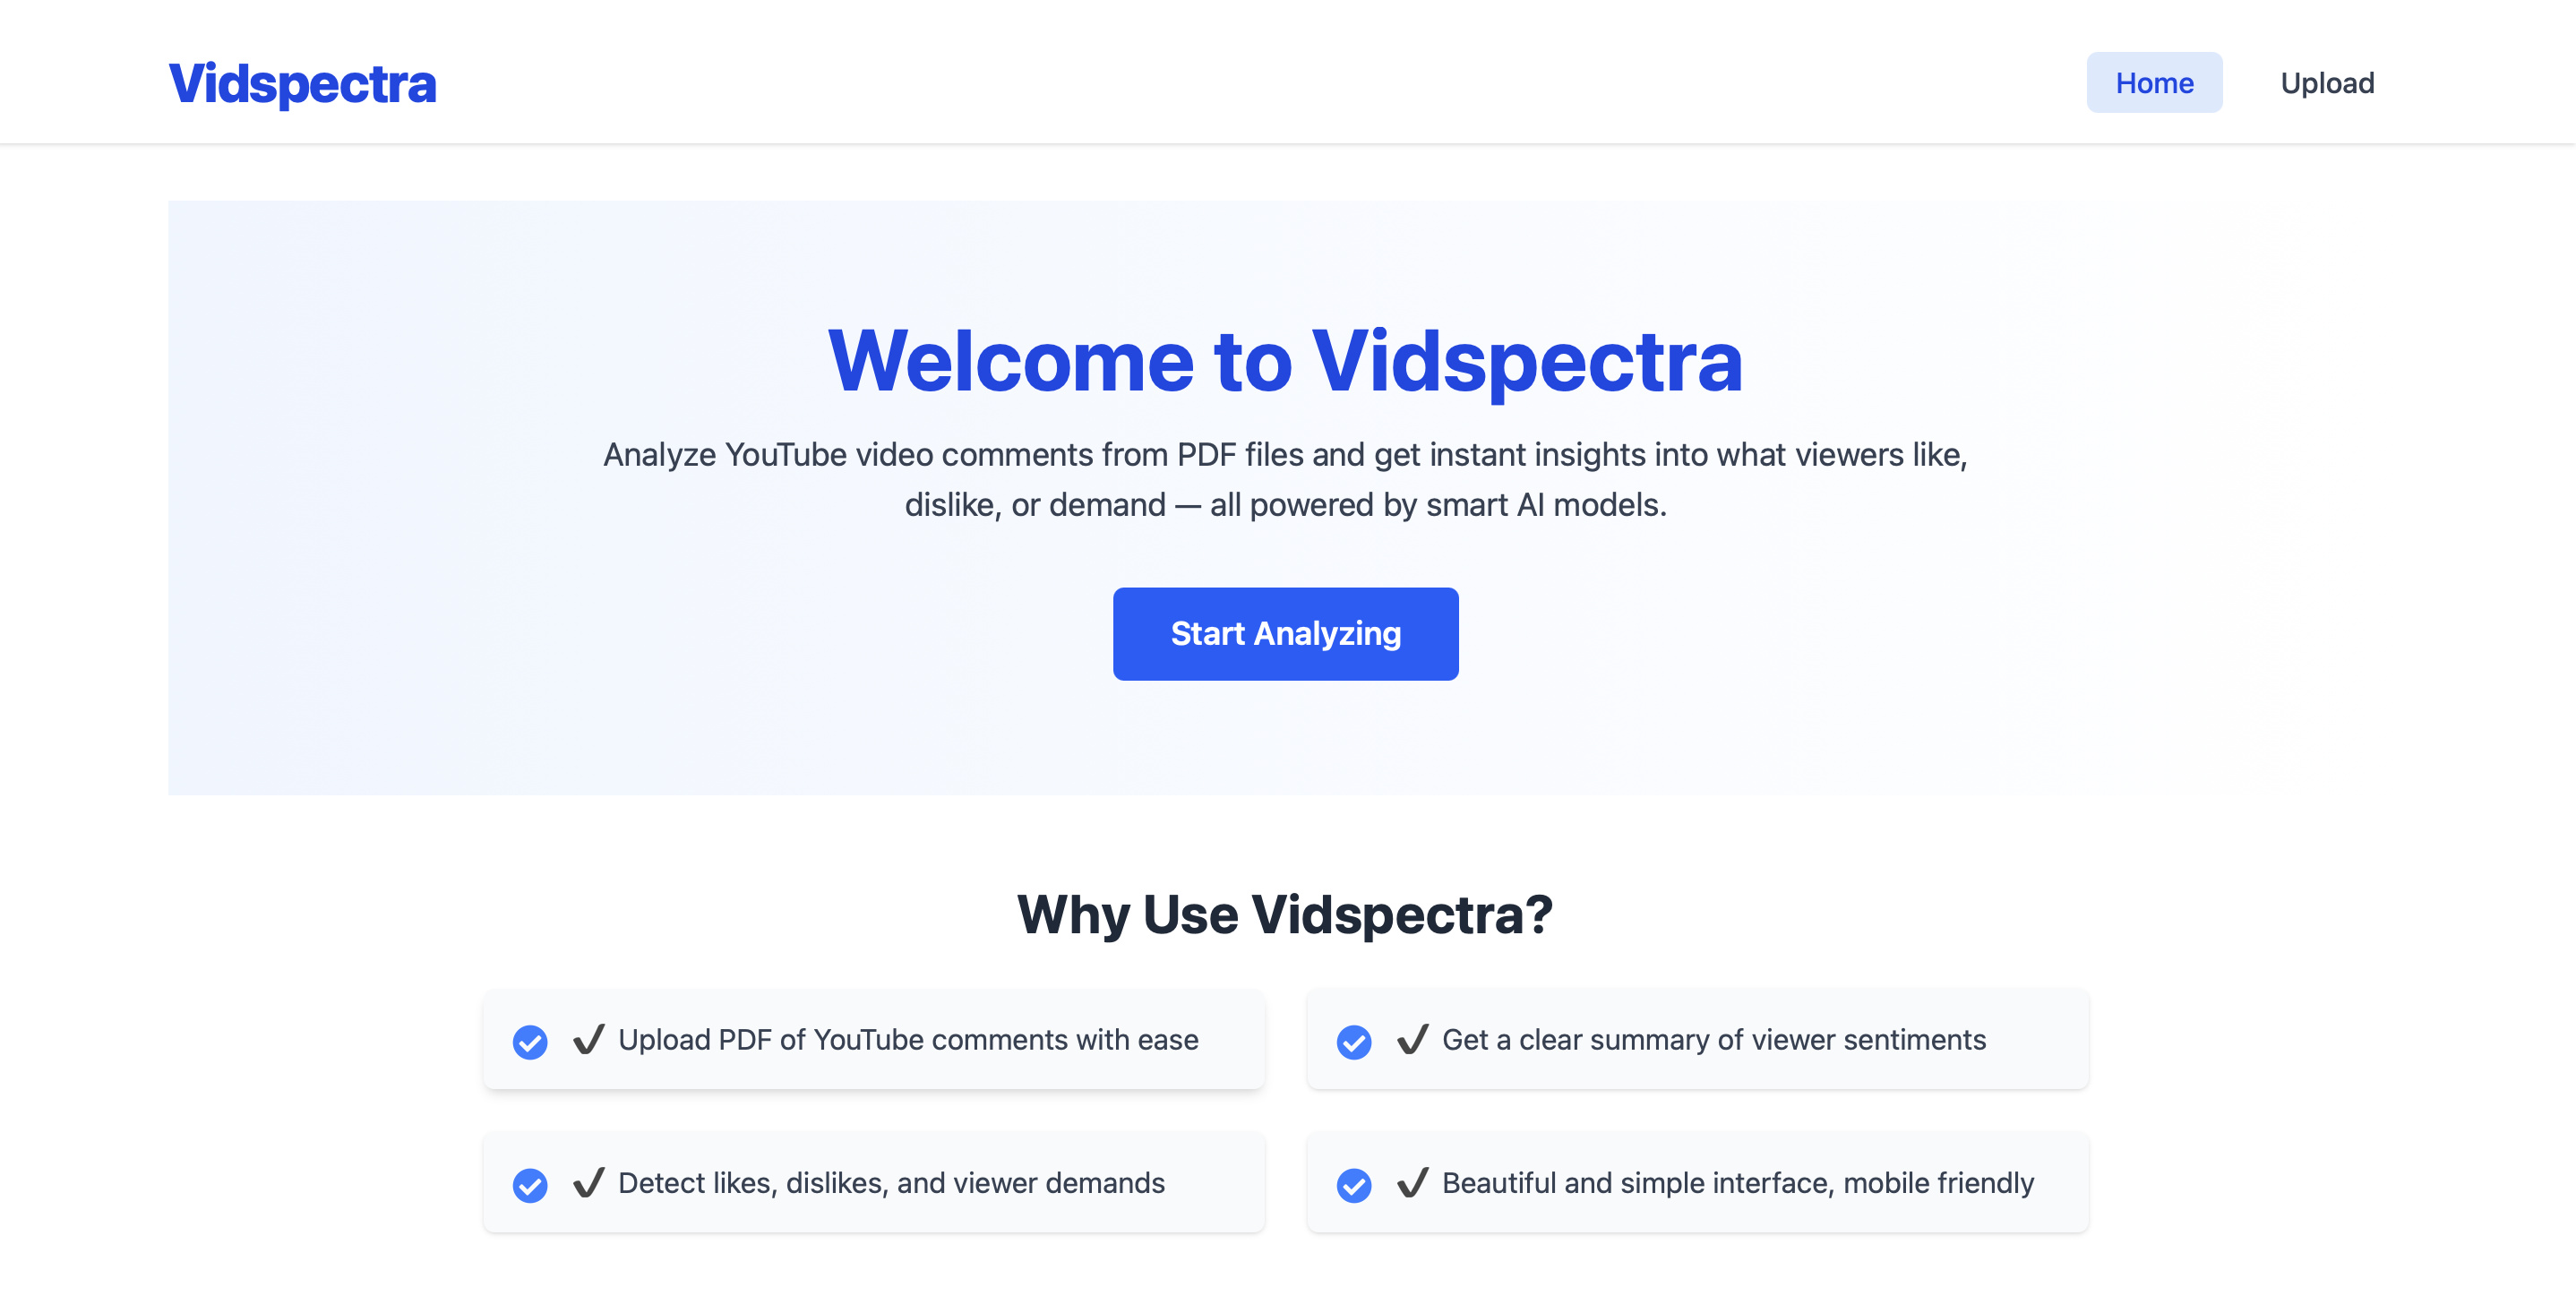 Vidspectra
Home
Upload
Welcome to Vidspectra
Analyze YouTube video comments from PDF files and get instant insights into what viewers like,
dislike, or demand — all powered by smart AI models.
Start Analyzing
Why Use Vidspectra?
✔ Upload PDF of YouTube comments with ease
✔ Get a clear summary of viewer sentiments
✔ Detect likes, dislikes, and viewer demands
✔ Beautiful and simple interface, mobile friendly